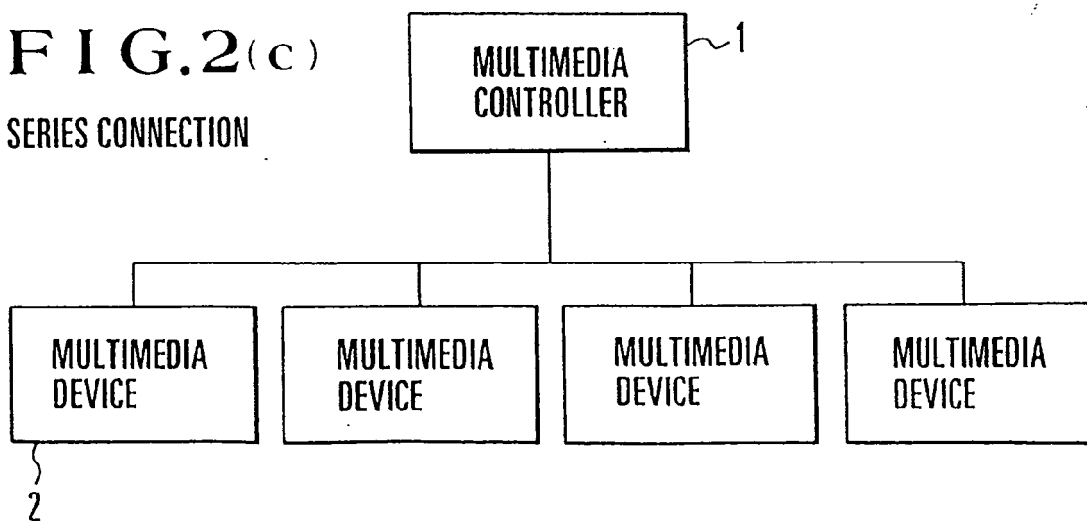 FIG.2(c)
SERIES CONNECTION
MULTIMEDIA
CONTROLLER
1
MULTIMEDIA
DEVICE
MULTIMEDIA
DEVICE
MULTIMEDIA
DEVICE
MULTIMEDIA
DEVICE
2